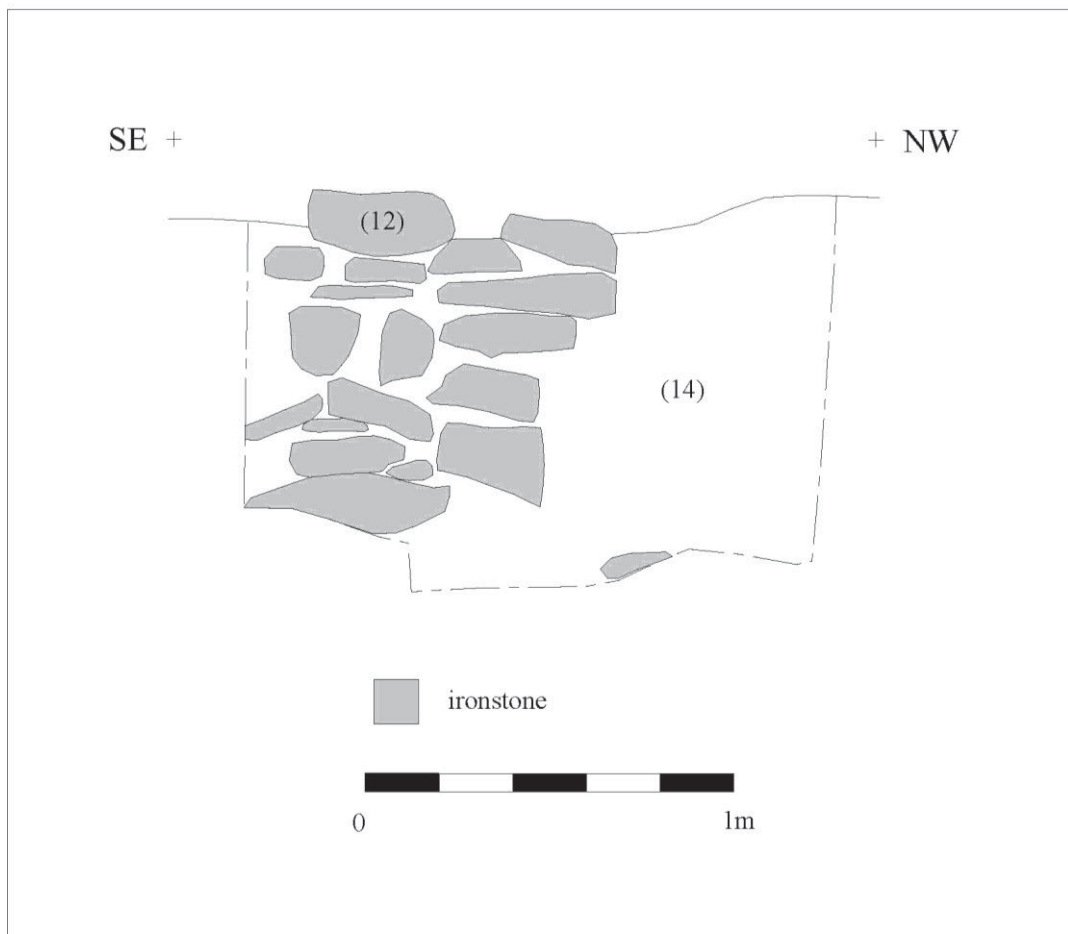 SE + + NW
(12)
(14)
ironstone
0 1m